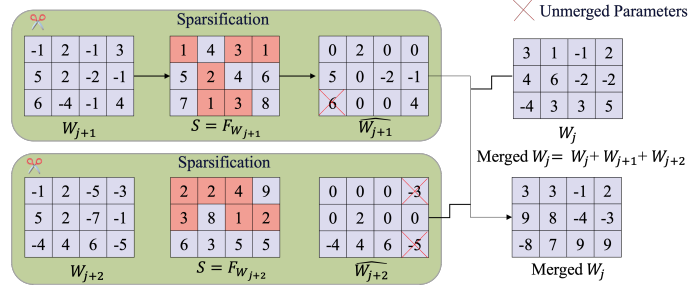 Unmerged Parameters
Sparsification
-1 2 -1 3
5 2 -2 -1
6 -4 -1 4
W_{j+1}
1 4 3 1
5 2 4 6
7 1 3 8
S = F_{W_{j+1}}
0 2 0 0
5 0 -2 -1
6 0 0 4
\widehat{W_{j+1}}
3 1 -1 2
4 6 -2 -2
-4 3 3 5
W_j
Merged W_j = W_j + W_{j+1} + W_{j+2}
Sparsification
-1 2 -5 -3
5 2 -7 -1
-4 4 6 -5
W_{j+2}
2 2 4 9
3 8 1 2
6 3 5 5
S = F_{W_{j+2}}
0 0 0 -3
0 2 0 0
-4 4 6 -5
\widehat{W_{j+2}}
3 3 -1 2
9 8 -4 -3
-8 7 9 9
Merged W_j